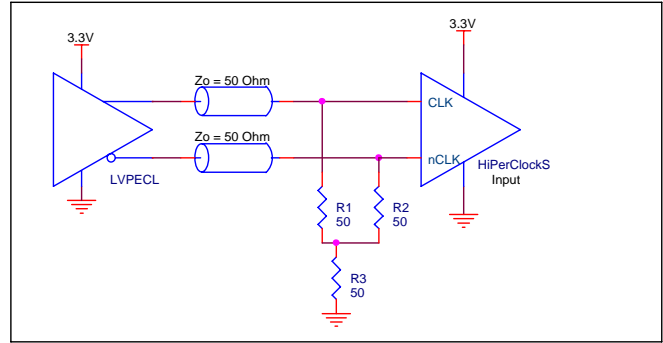 3.3V
3.3V
Zo = 50 Ohm
CLK
Zo = 50 Ohm
nCLK
HiPerClockS
Input
LVPECL
R1
50
R2
50
R3
50